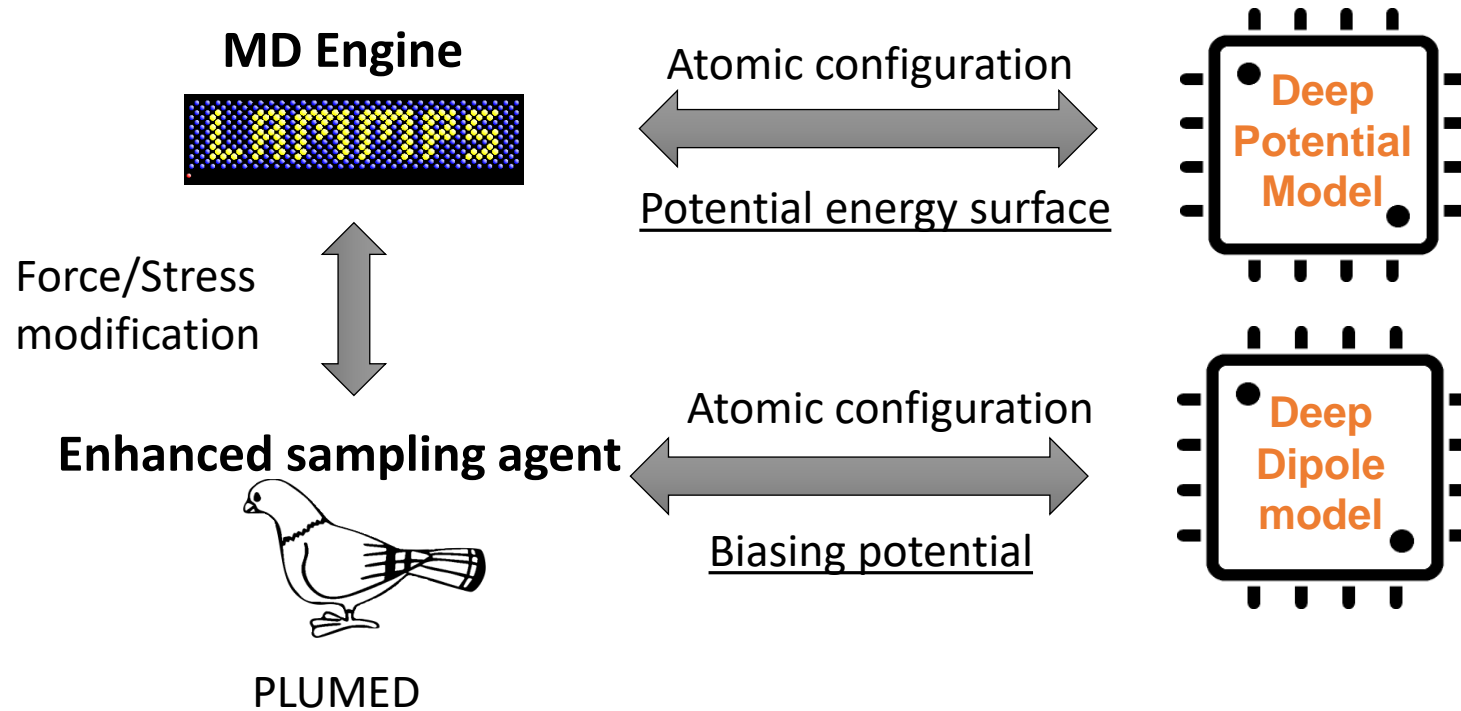 MD Engine
LAMMPS
Atomic configuration
Potential energy surface
Deep
Potential
Model
Force/Stress
modification
Enhanced sampling agent
PLUMED
Atomic configuration
Biasing potential
Deep
Dipole
model